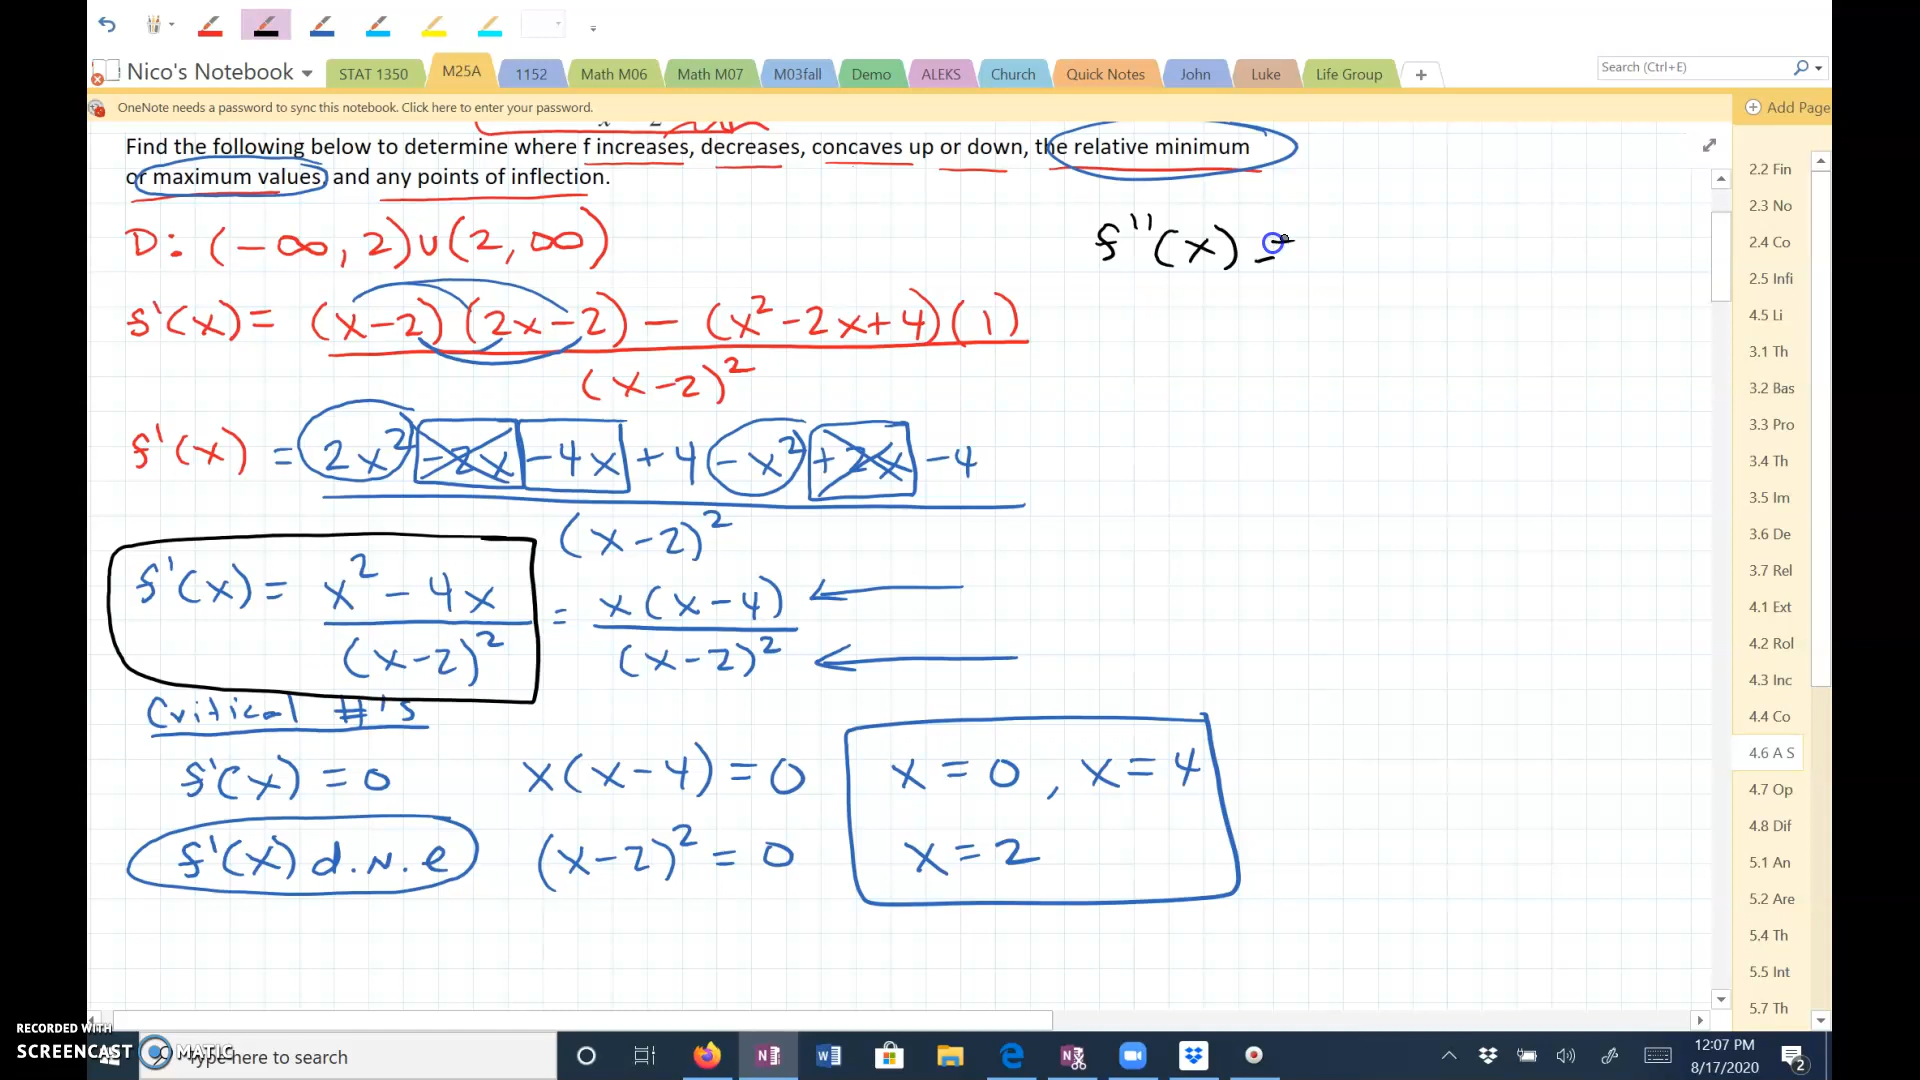 Nico's Notebook
STAT 1350
M25A
1152
Math M06
Math M07
M03fall
Demo
ALEKS
Church
Quick Notes
John
Luke
Life Group
Search (Ctrl+E)
OneNote needs a password to sync this notebook. Click here to enter your password.
Add Page
Find the following below to determine where f increases, decreases, concaves up or down, the relative minimum
or maximum values, and any points of inflection.
D: (-∞, 2)∪(2, ∞)
f''(x) =
f'(x) = (x-2)(2x-2) - (x²-2x+4)(1)
(x-2)²
f'(x) = 2x² -2x -4x +4 -x² +2x -4
(x-2)²
f'(x) = x² - 4x = x(x-4)
(x-2)² (x-2)²
Critical #'s
f'(x) = 0 x(x-4) = 0 x = 0, x = 4
f'(x) d.n.e (x-2)² = 0 x = 2
2.2 Fin
2.3 No
2.4 Co
2.5 Infi
4.5 Li
3.1 Th
3.2 Bas
3.3 Pro
3.4 Th
3.5 Im
3.6 De
3.7 Rel
4.1 Ext
4.2 Rol
4.3 Inc
4.4 Co
4.6 A S
4.7 Op
4.8 Dif
5.1 An
5.2 Are
5.4 Th
5.5 Int
5.7 Th
RECORDED WITH
SCREENCAST MATIC
Type here to search
12:07 PM
8/17/2020
2